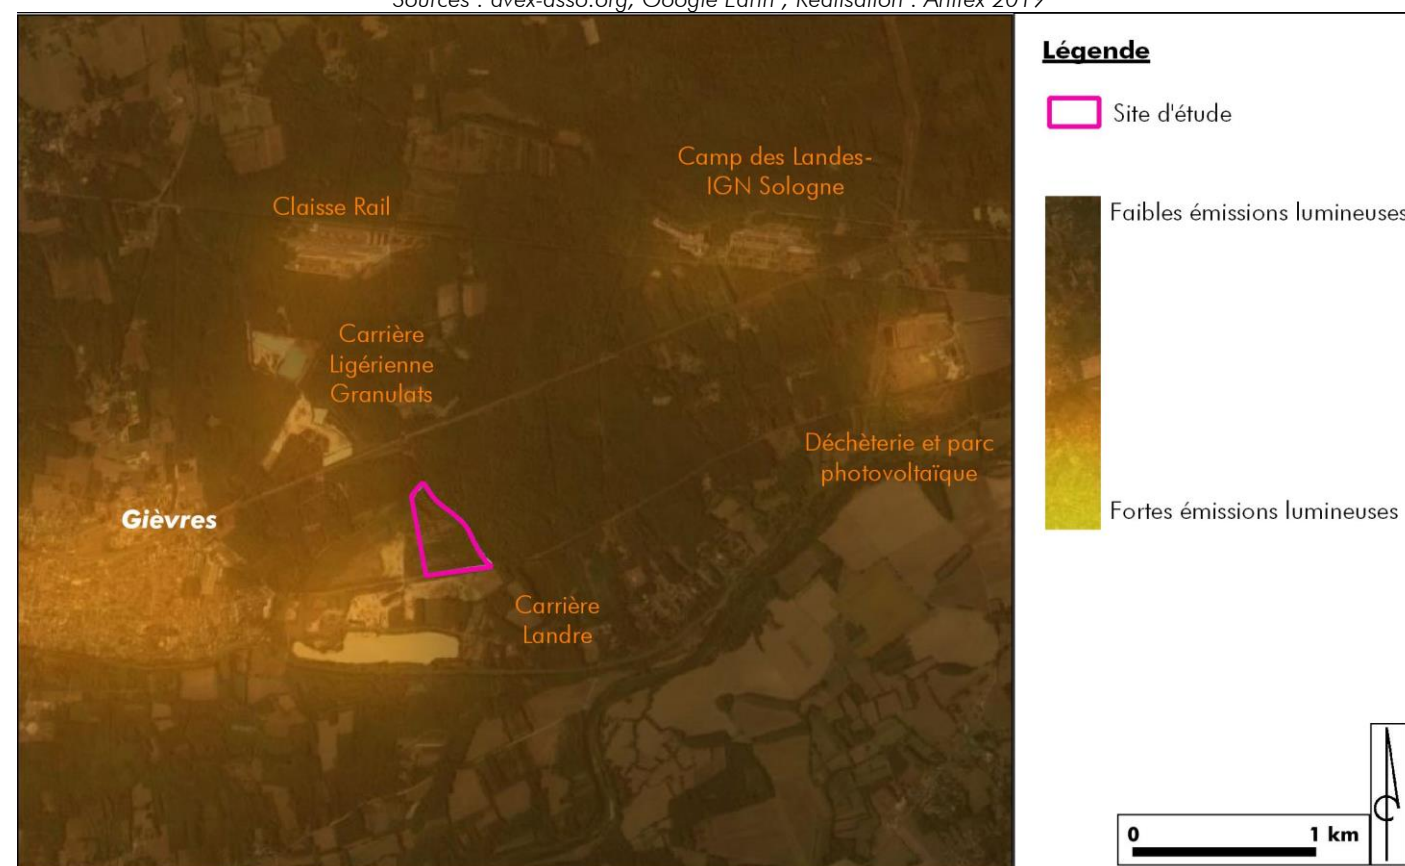 Sources : avex-asso.org, Google Earth ; Réalisation : Antéa 2019
Légende
Site d'étude
Faibles émissions lumineuses
Fortes émissions lumineuses
Camp des Landes-
IGN Sologne
Claisse Rail
Carrière
Ligérienne
Granulats
Déchèterie et parc
photovoltaïque
Gièvres
Carrière
Landre
0 1 km